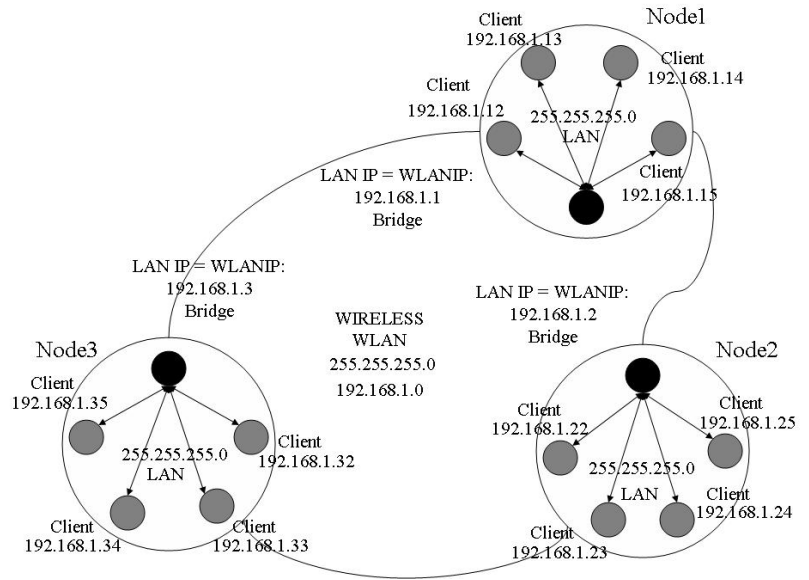 Node1
Client
192.168.1.13
Client
192.168.1.14
Client
192.168.1.12
255.255.255.0
LAN
Client
192.168.1.15
LAN IP = WLANIP:
192.168.1.1
Bridge
LAN IP = WLANIP:
192.168.1.3
Bridge
LAN IP = WLANIP:
192.168.1.2
Bridge
WIRELESS
WLAN
255.255.255.0
192.168.1.0
Node3
Client
192.168.1.35
Client
192.168.1.32
255.255.255.0
LAN
Client
192.168.1.34
Client
192.168.1.33
Node2
Client
192.168.1.22
Client
192.168.1.25
255.255.255.0
LAN
Client
192.168.1.24
Client
192.168.1.23